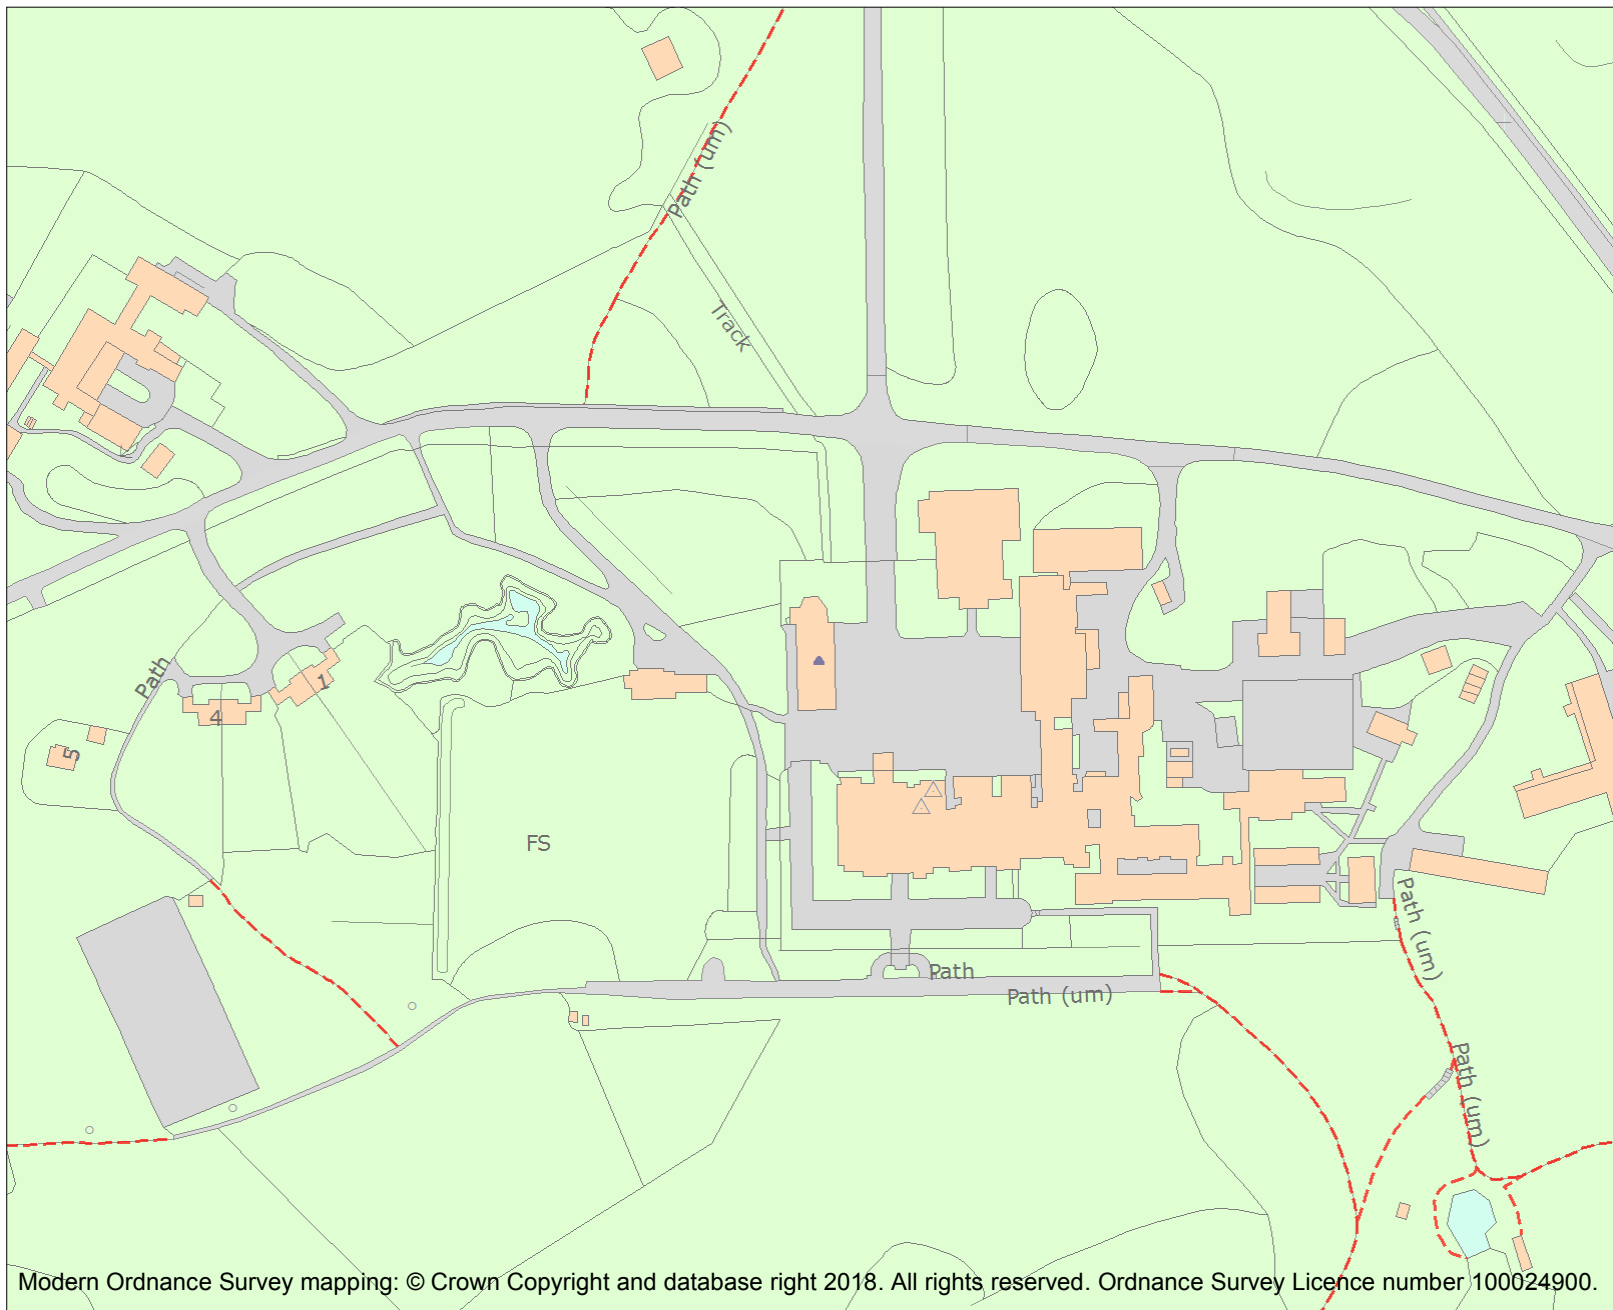 Path (um)
Track
Path
1
4
5
FS
Path (um)
Path
Path (um)
Path (um)
Modern Ordnance Survey mapping: © Crown Copyright and database right 2018. All rights reserved. Ordnance Survey Licence number 100024900.